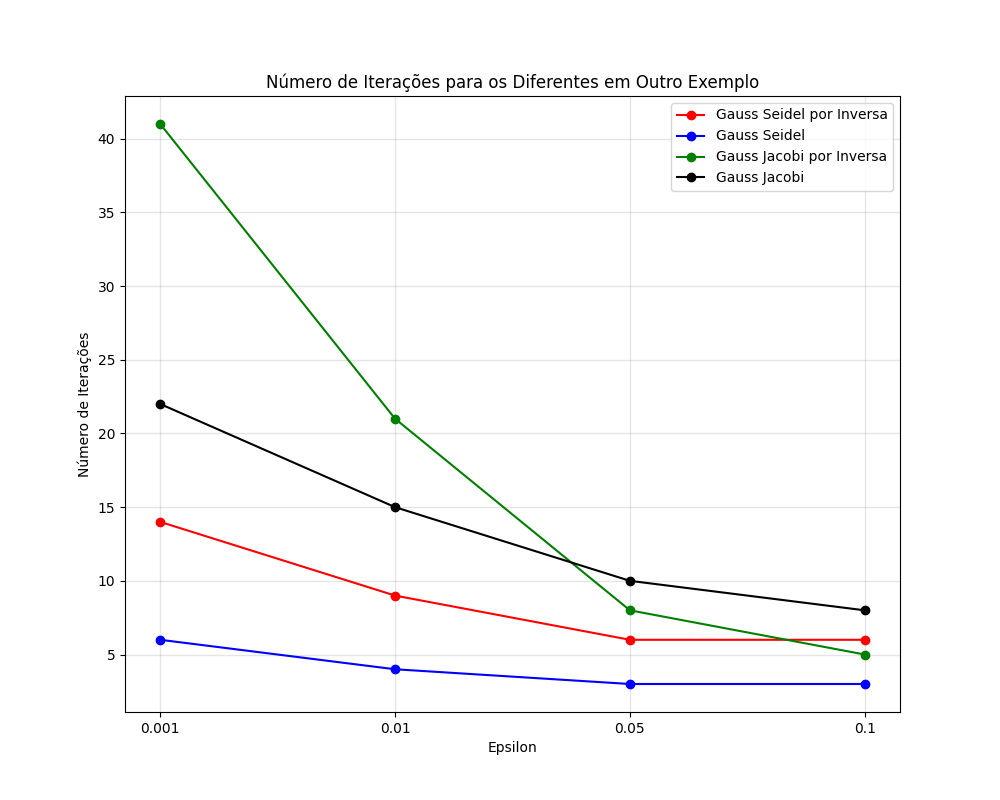 Número de Iterações para os Diferentes em Outro Exemplo
Gauss Seidel por Inversa
Gauss Seidel
Gauss Jacobi por Inversa
Gauss Jacobi
Número de Iterações
40
35
30
25
20
15
10
5
0.001 0.01 0.05 0.1
Epsilon